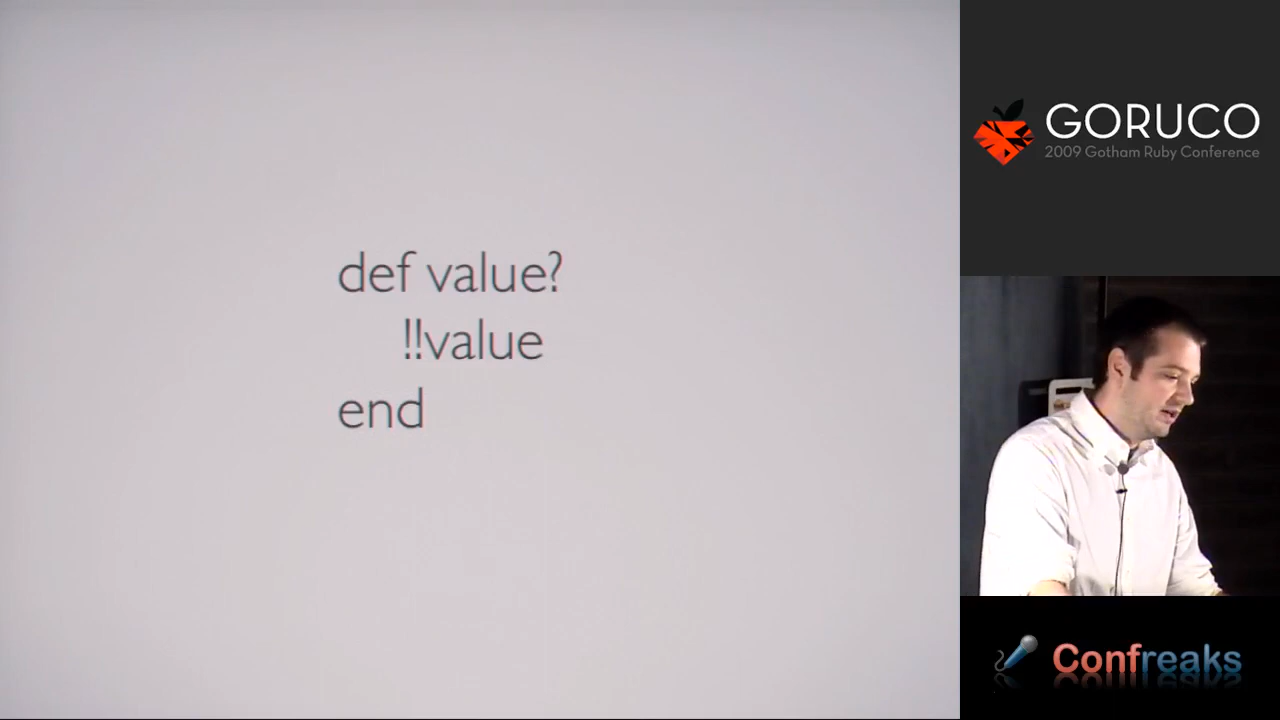 def value?
!!value
end
GORUCO
2009 Gotham Ruby Conference
Confreaks